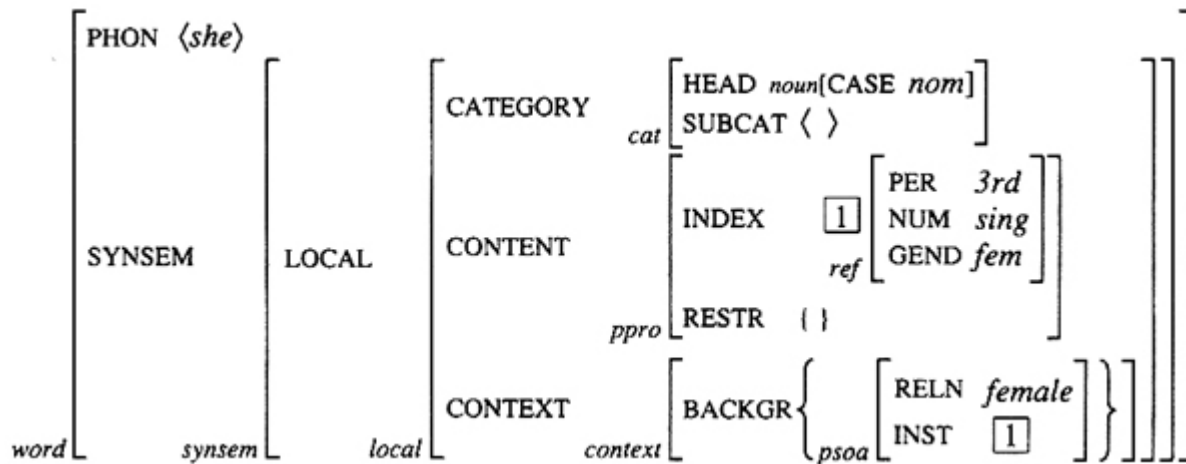 PHON ⟨she⟩
HEAD noun[CASE nom]
CATEGORY
cat SUBCAT ⟨ ⟩
PER 3rd
INDEX 1 NUM sing
SYNSEM LOCAL CONTENT
ref GEND fem
ppro RESTR { }
RELN female
CONTEXT BACKGR {
INST 1 }
word synsem local context psoa